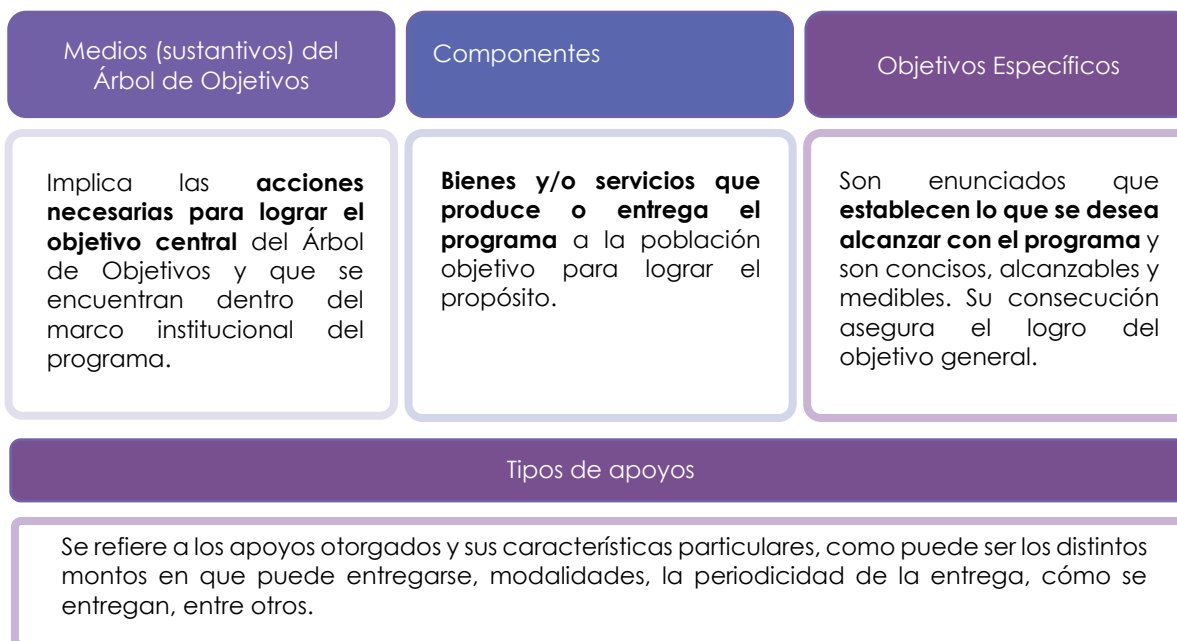 Medios (sustantivos) del
Árbol de Objetivos
Componentes
Objetivos Específicos
Implica las acciones
necesarias para lograr el
objetivo central del Árbol
de Objetivos y que se
encuentran dentro del
marco institucional del
programa.
Bienes y/o servicios que
produce o entrega el
programa a la población
objetivo para lograr el
propósito.
Son enunciados que
establecen lo que se desea
alcanzar con el programa y
son concisos, alcanzables y
medibles. Su consecución
asegura el logro del
objetivo general.
Tipos de apoyos
Se refiere a los apoyos otorgados y sus características particulares, como puede ser los distintos
montos en que puede entregarse, modalidades, la periodicidad de la entrega, cómo se
entregan, entre otros.